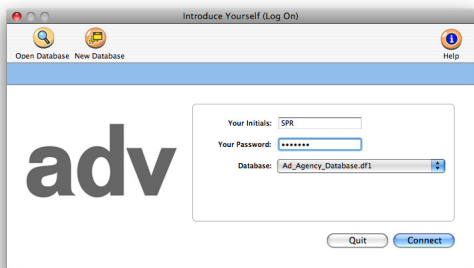 Introduce Yourself (Log On)
Open Database New Database Help
adv
Your Initials: SPR
Your Password: •••••••
Database: Ad_Agency_Database.df1
Quit Connect